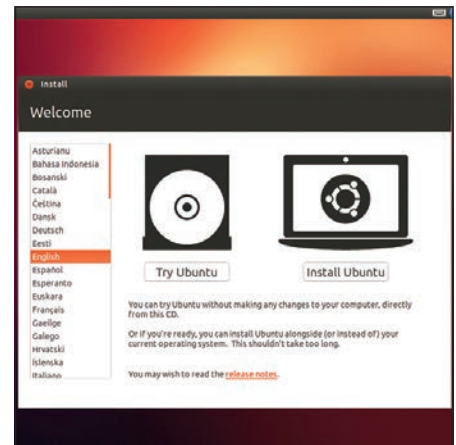 Install
Welcome
Asturianu
Bahasa Indonesia
Bosanski
Català
Čeština
Dansk
Deutsch
Eesti
English
Español
Esperanto
Euskara
Français
Gaeilge
Galego
Hrvatski
Íslenska
Italiano
Try Ubuntu
Install Ubuntu
You can try Ubuntu without making any changes to your computer, directly
from this CD.
Or if you're ready, you can install Ubuntu alongside (or instead of) your
current operating system. This shouldn't take too long.
You may wish to read the release notes.